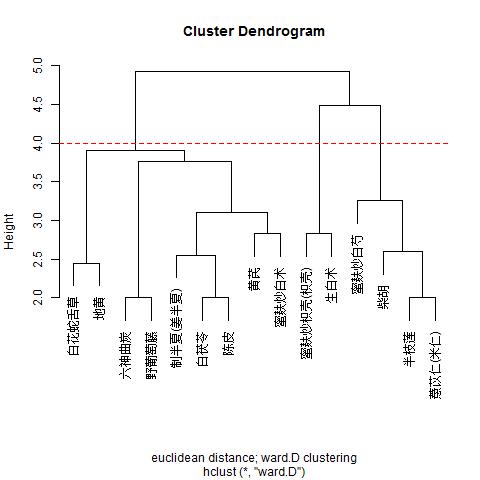 Cluster Dendrogram
Height
5.0
4.5
4.0
3.5
3.0
2.5
2.0
白花蛇舌草
地黄
六神曲炭
野葡萄藤
制半夏(姜半夏)
白茯苓
陈皮
黄芪
蜜麸炒白术
蜜麸炒枳壳(枳壳)
生白术
蜜麸炒白芍
柴胡
半枝莲
薏苡仁(米仁)
euclidean distance; ward.D clustering
hclust (*, "ward.D")